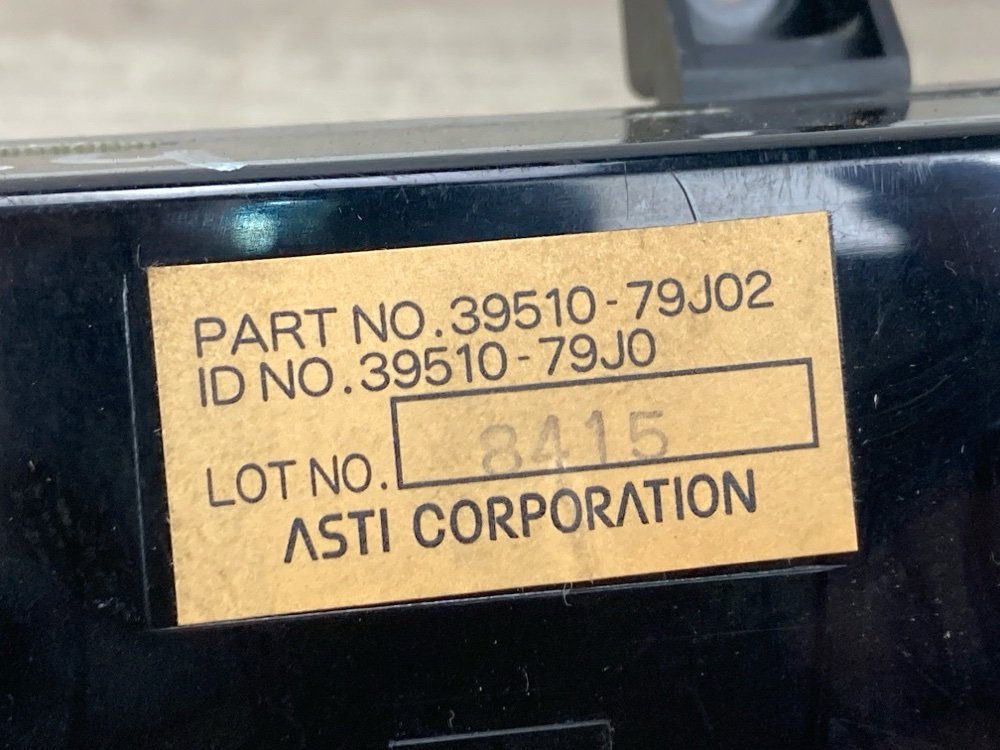 PART NO. 39510-79J02
ID NO. 39510-79J0
LOT NO. 8415
ASTI CORPORATION